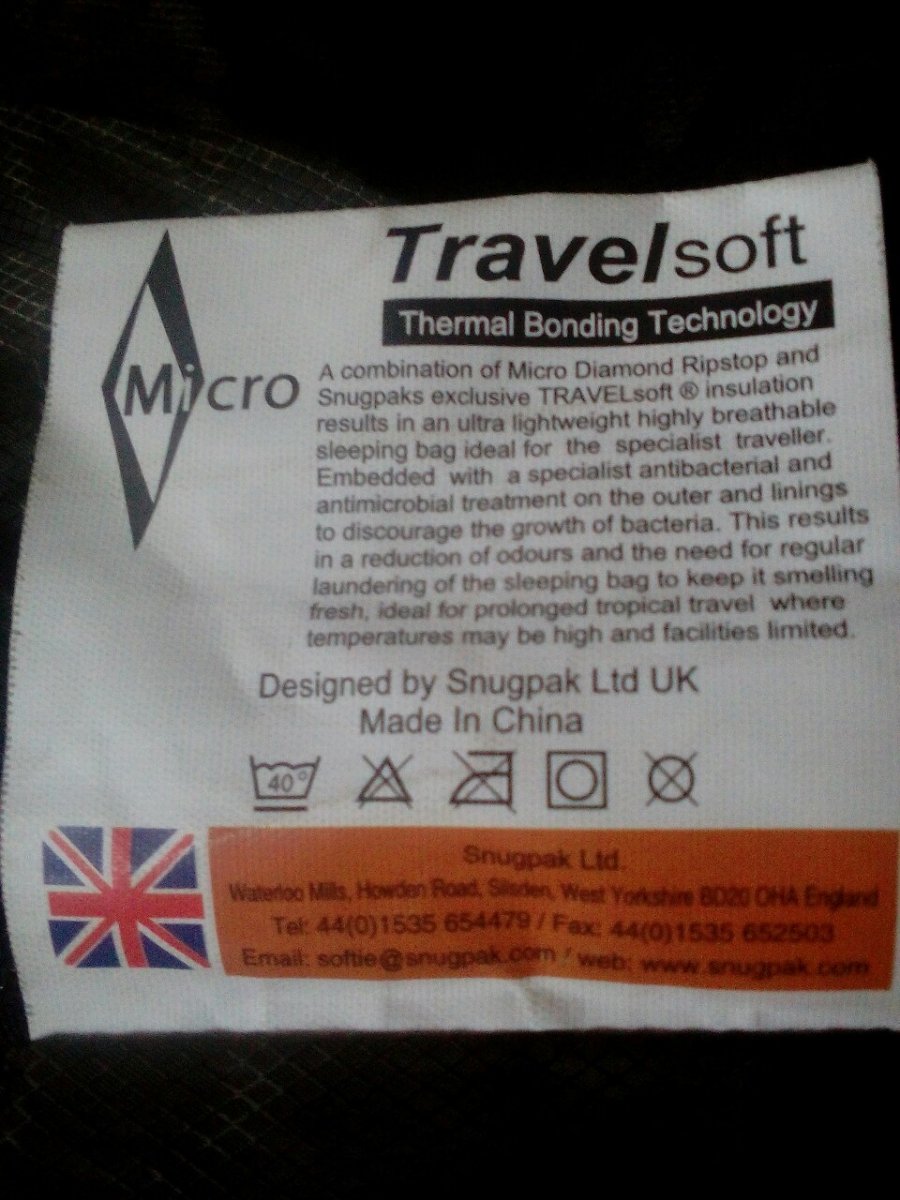 Micro
Travelsoft
Thermal Bonding Technology
A combination of Micro Diamond Ripstop and
Snugpaks exclusive TRAVELsoft ® insulation
results in an ultra lightweight highly breathable
sleeping bag ideal for the specialist traveller.
Embedded with a specialist antibacterial and
antimicrobial treatment on the outer and linings
to discourage the growth of bacteria. This results
in a reduction of odours and the need for regular
laundering of the sleeping bag to keep it smelling
fresh, ideal for prolonged tropical travel where
temperatures may be high and facilities limited.
Designed by Snugpak Ltd UK
Made In China
40°
Snugpak Ltd.
Waterloo Mills, Howden Road, Silsden, West Yorkshire BD20 OHA England
Tel: 44(0)1535 654479 / Fax: 44(0)1535 652503
Email: softie@snugpak.com / web: www.snugpak.com